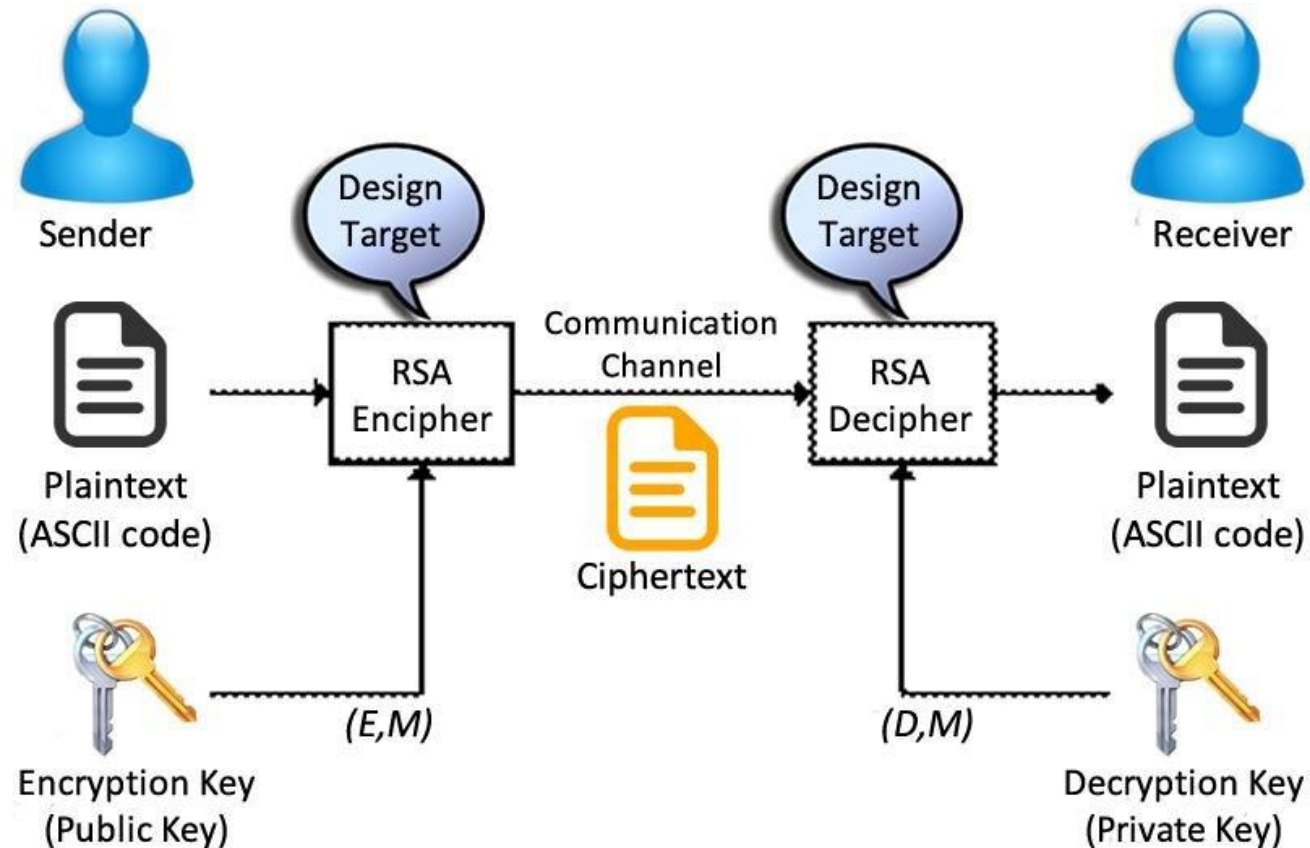 Sender
Design
Target
Design
Target
Receiver
Communication
Channel
RSA
Encipher
RSA
Decipher
Plaintext
(ASCII code)
Ciphertext
Plaintext
(ASCII code)
(E,M)
(D,M)
Encryption Key
(Public Key)
Decryption Key
(Private Key)